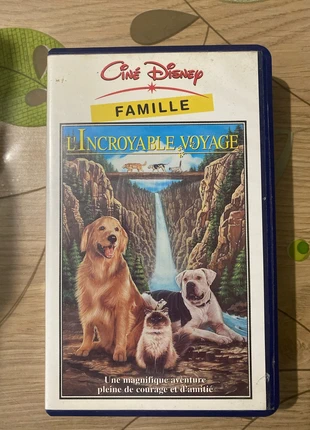 Ciné Disney
FAMILLE
L'INCROYABLE VOYAGE
Une magnifique aventure
pleine de courage et d'amitié